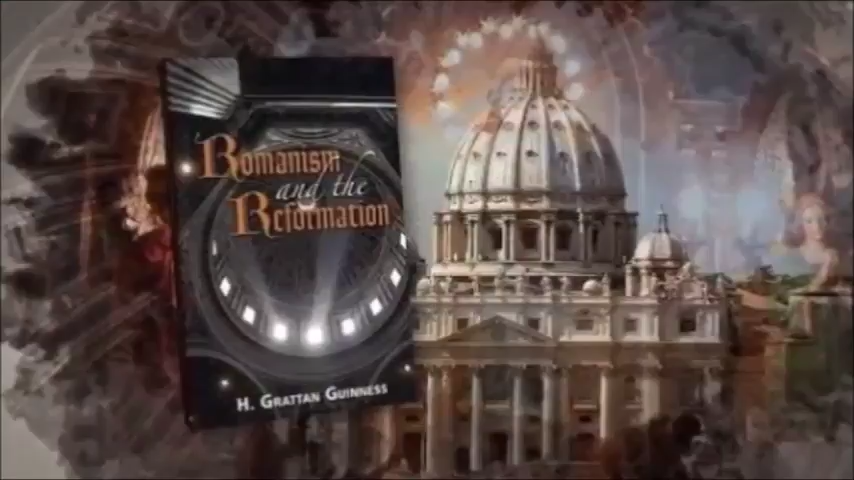 Romanism
and the
Reformation
H. Grattan Guinness